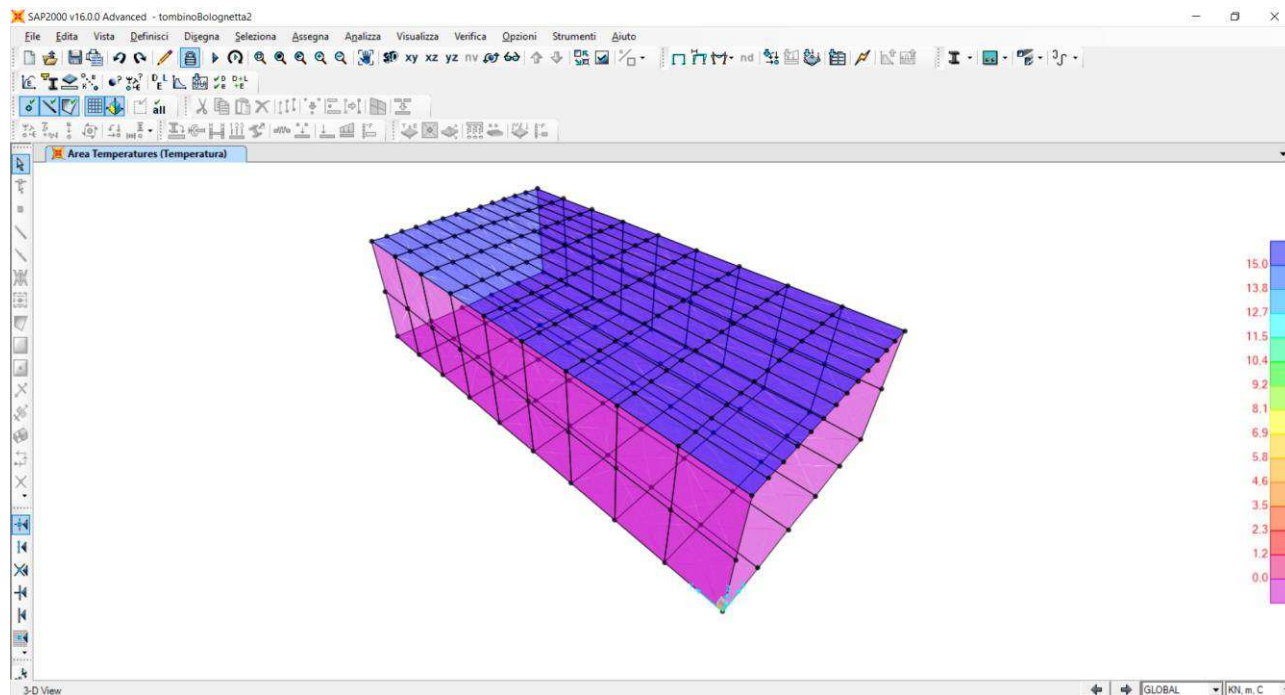 SAP2000 v16.0.0 Advanced - tombinoBolognetta2
File Edita Vista Definisci Disegna Seleziona Assegna Analizza Visualizza Verifica Opzioni Strumenti Aiuto
xy xz yz nv nd
all
Area Temperatures (Temperatura)
15.0
13.8
12.7
11.5
10.4
9.2
8.1
6.9
5.8
4.6
3.5
2.3
1.2
0.0
3-D View GLOBAL KN, m, C